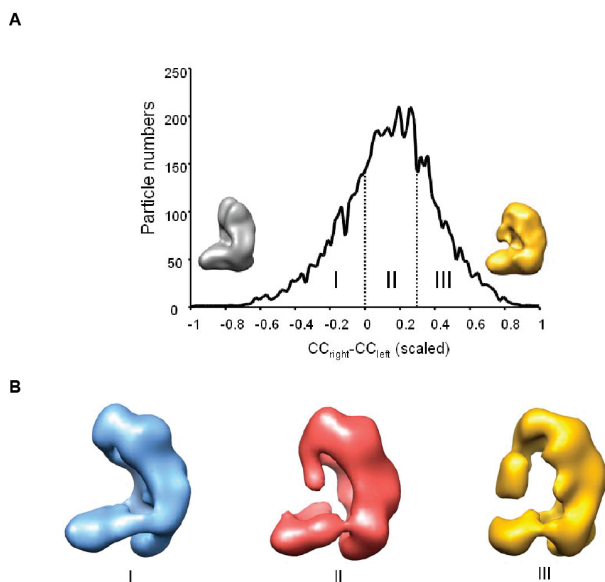 A
250
200
150
100
50
0
Particle numbers
I II III
-1 -0.8 -0.6 -0.4 -0.2 0 0.2 0.4 0.6 0.8 1
CCright-CCleft (scaled)
B
I II III